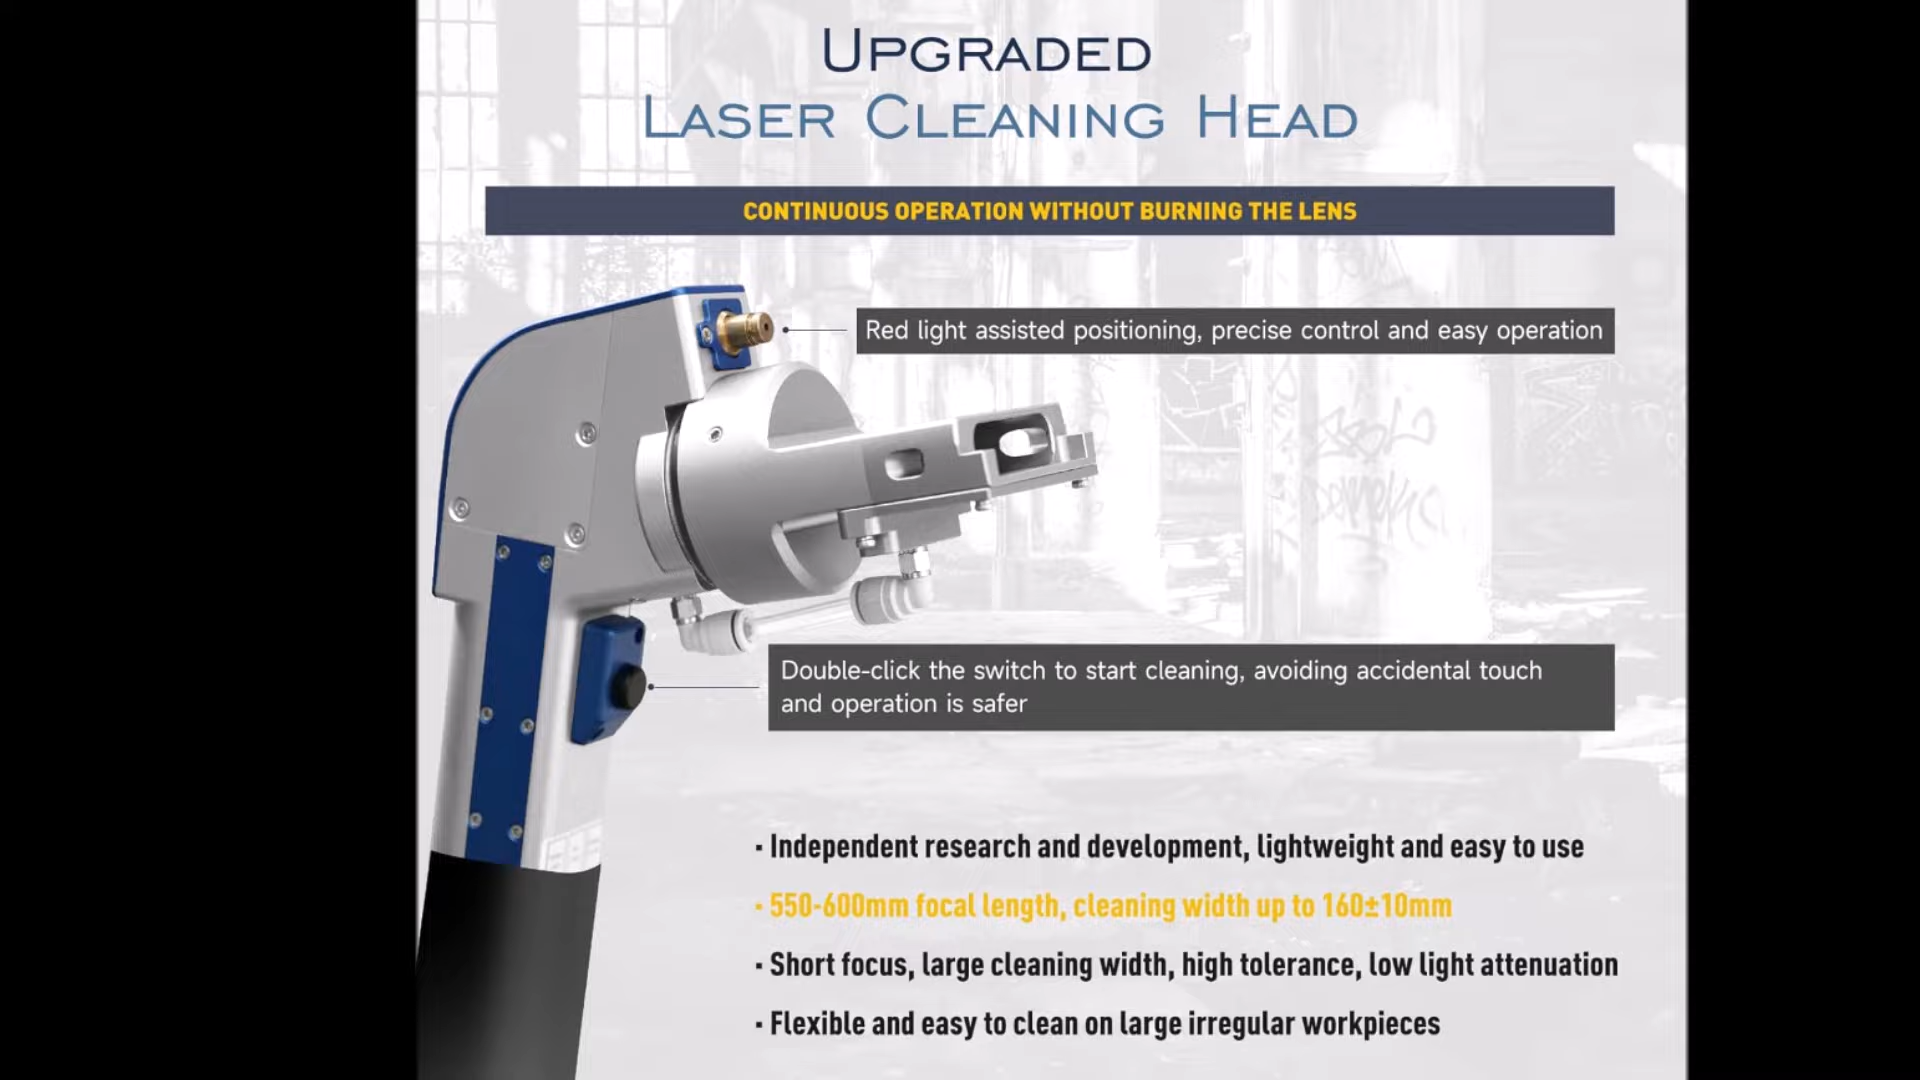 UPGRADED
LASER CLEANING HEAD
CONTINUOUS OPERATION WITHOUT BURNING THE LENS
Red light assisted positioning, precise control and easy operation
Double-click the switch to start cleaning, avoiding accidental touch
and operation is safer
· Independent research and development, lightweight and easy to use
· 550-600mm focal length, cleaning width up to 160±10mm
· Short focus, large cleaning width, high tolerance, low light attenuation
· Flexible and easy to clean on large irregular workpieces